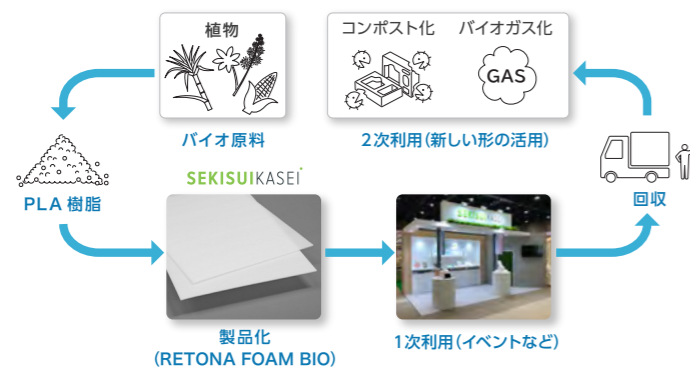 植物
バイオ原料
コンポスト化
バイオガス化
GAS
2次利用(新しい形の活用)
PLA 樹脂
回収
SEKISUIKASEI
製品化
(RETONA FOAM BIO)
SEKISUI KASEI
1次利用(イベントなど)